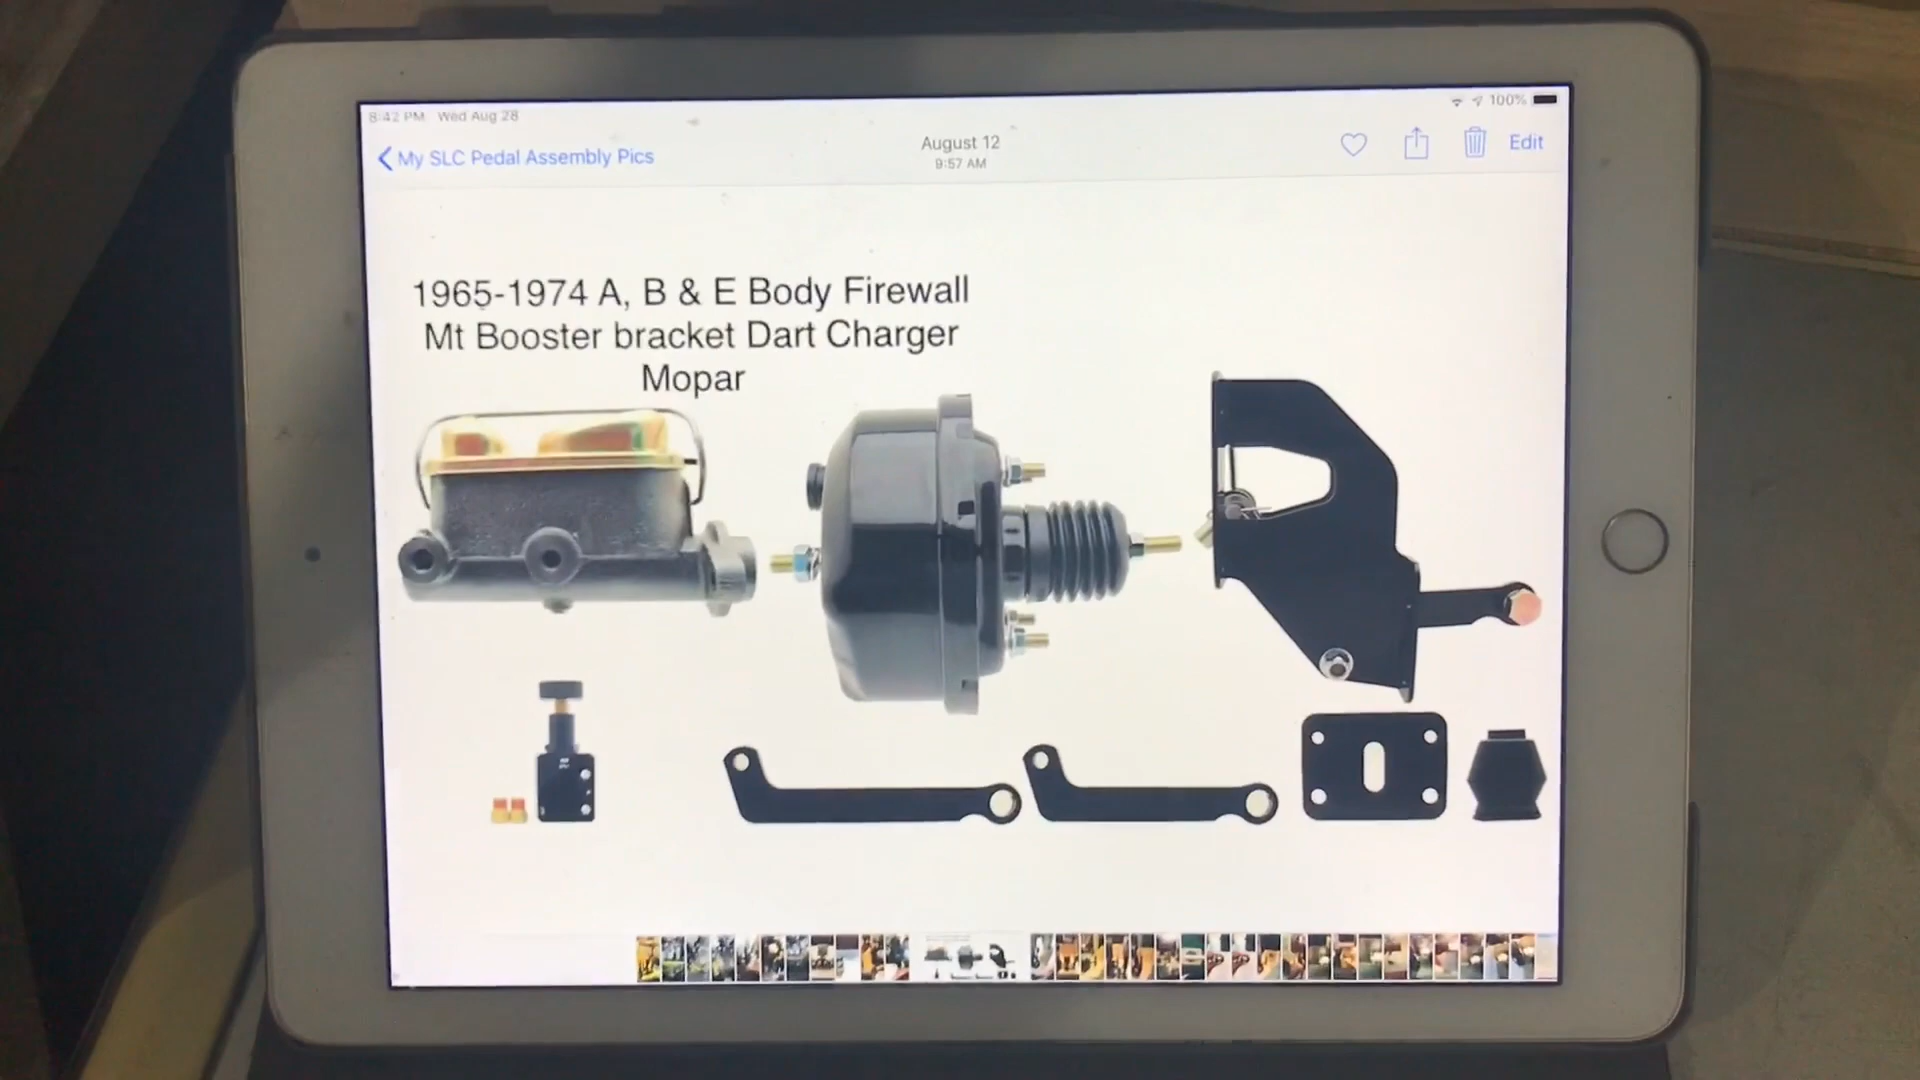 8:42 PM Wed Aug 28
100%
My SLC Pedal Assembly Pics
August 12
9:57 AM
Edit
1965-1974 A, B & E Body Firewall
Mt Booster bracket Dart Charger
Mopar